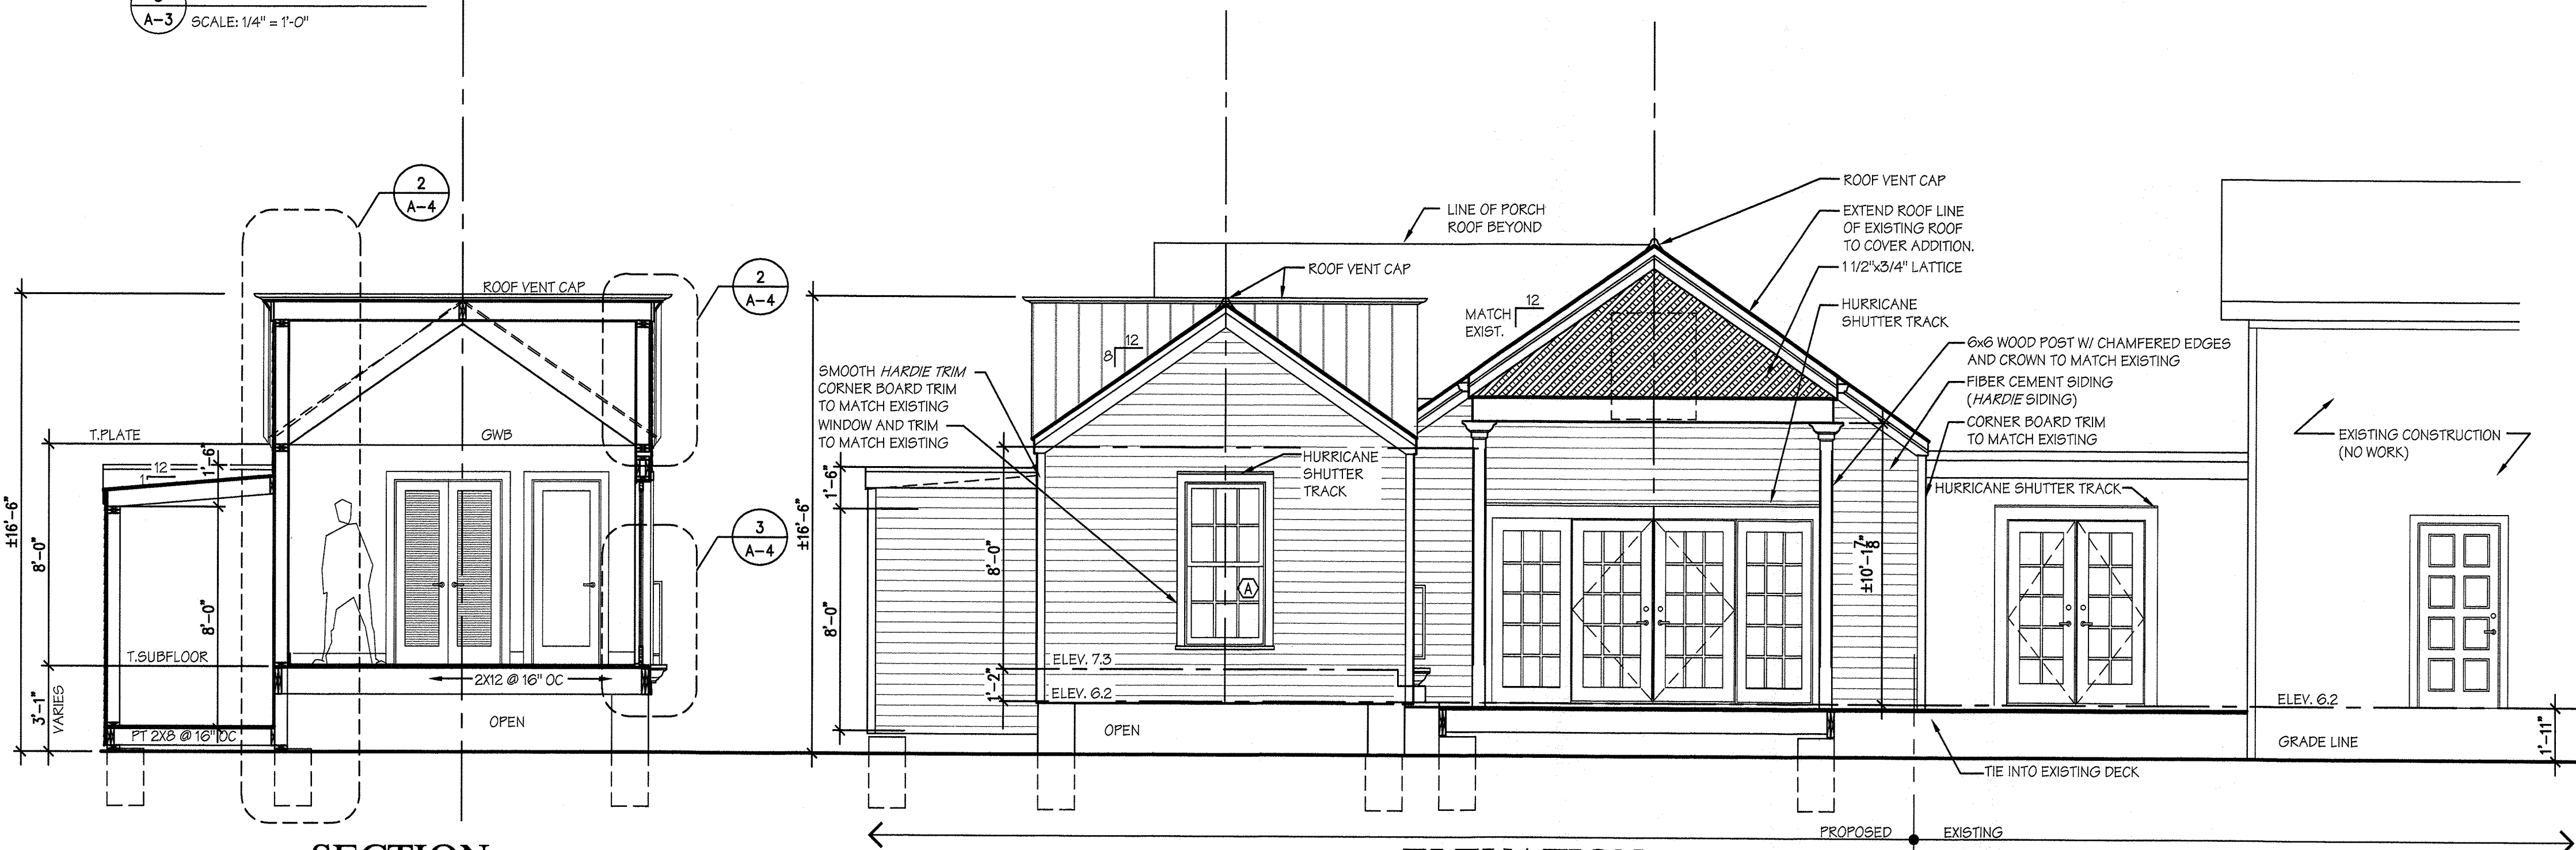 A-3
SCALE: 1/4" = 1'-0"
2
A-4
2
A-4
3
A-4
ROOF VENT CAP
T.PLATE
GWB
12
1
1'-6"
±16'-6"
8'-0"
8'-0"
T.SUBFLOOR
3'-1"
VARIES
2X12 @ 16" OC
OPEN
PT 2X8 @ 16" OC
SECTION
LINE OF PORCH
ROOF BEYOND
ROOF VENT CAP
12
8
MATCH
EXIST.
12
SMOOTH HARDIE TRIM
CORNER BOARD TRIM
TO MATCH EXISTING
WINDOW AND TRIM
TO MATCH EXISTING
HURRICANE
SHUTTER
TRACK
±16'-6"
1'-6"
8'-0"
8'-0"
1'-2"
A
ELEV. 7.3
ELEV. 6.2
OPEN
ROOF VENT CAP
EXTEND ROOF LINE
OF EXISTING ROOF
TO COVER ADDITION.
1 1/2"x3/4" LATTICE
HURRICANE
SHUTTER TRACK
6x6 WOOD POST W/ CHAMFERED EDGES
AND CROWN TO MATCH EXISTING
FIBER CEMENT SIDING
(HARDIE SIDING)
CORNER BOARD TRIM
TO MATCH EXISTING
±10'-1 7/8"
HURRICANE SHUTTER TRACK
EXISTING CONSTRUCTION
(NO WORK)
ELEV. 6.2
GRADE LINE
1'-11"
TIE INTO EXISTING DECK
PROPOSED
EXISTING
ELEVATION